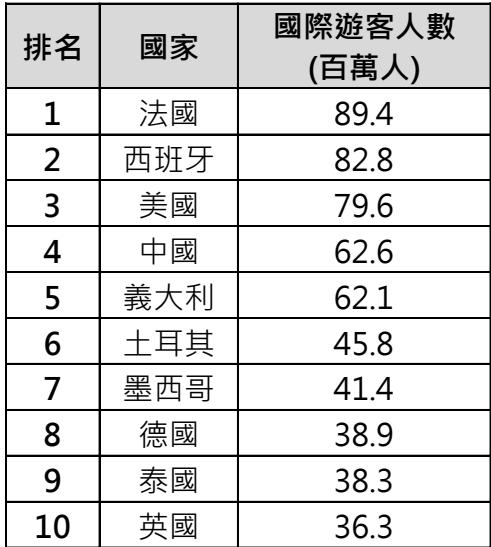 排名 國家 國際遊客人數
(百萬人)
1 法國 89.4
2 西班牙 82.8
3 美國 79.6
4 中國 62.6
5 義大利 62.1
6 土耳其 45.8
7 墨西哥 41.4
8 德國 38.9
9 泰國 38.3
10 英國 36.3